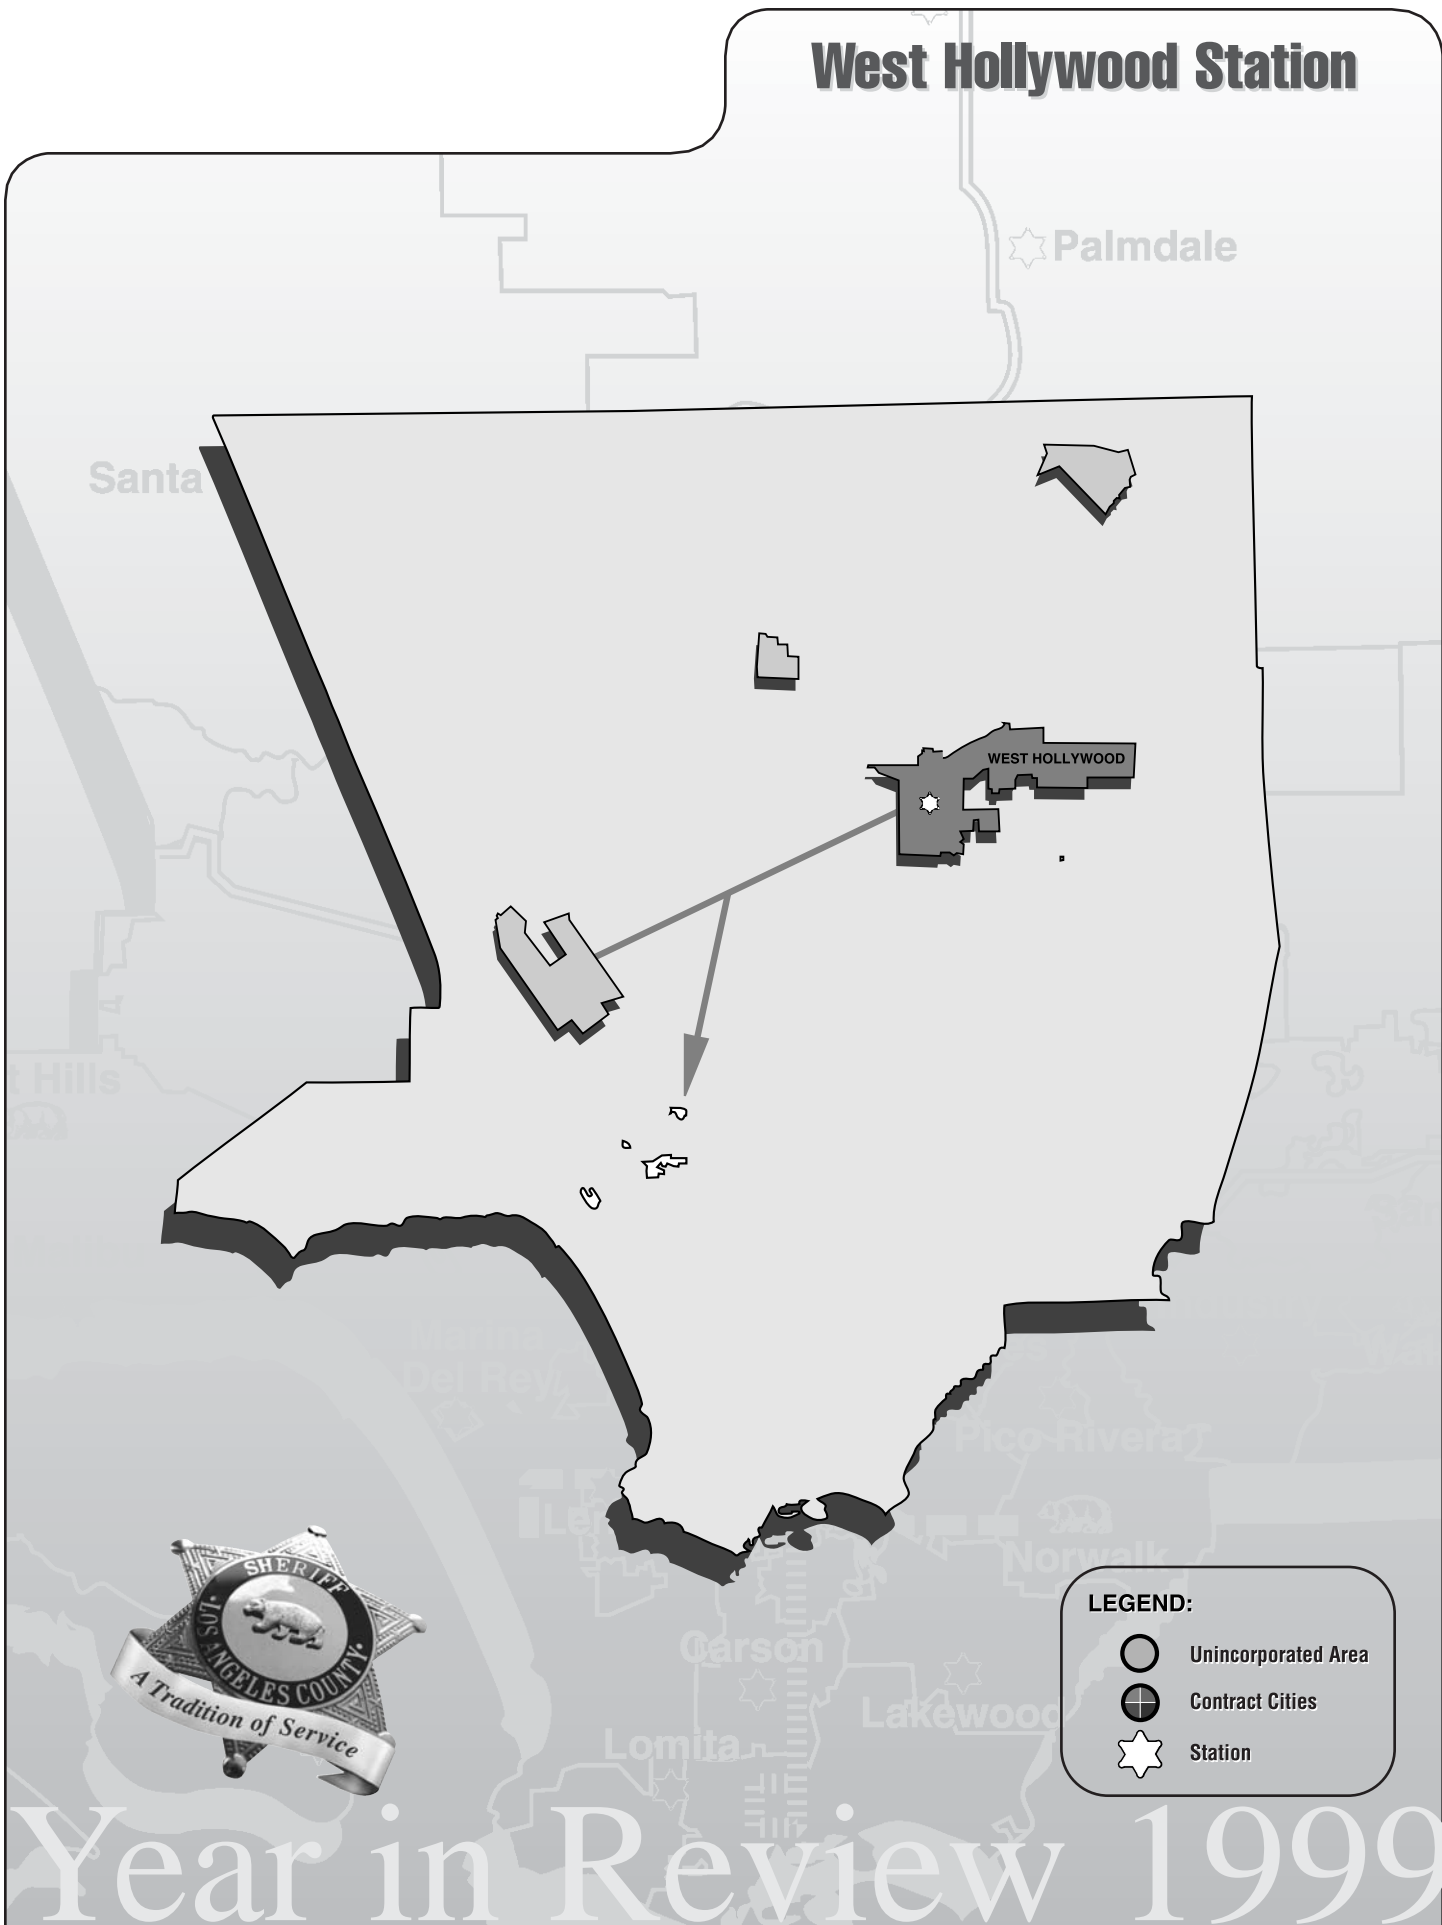 West Hollywood Station
Palmdale
Santa
WEST HOLLYWOOD
t Hills
Marina
Del Rey
Pico Rivera
Norwalk
SHERIFF
LOS ANGELES COUNTY
A Tradition of Service
Carson
Lakewood
Lomita
LEGEND:
Unincorporated Area
Contract Cities
Station
Year in Review 1999